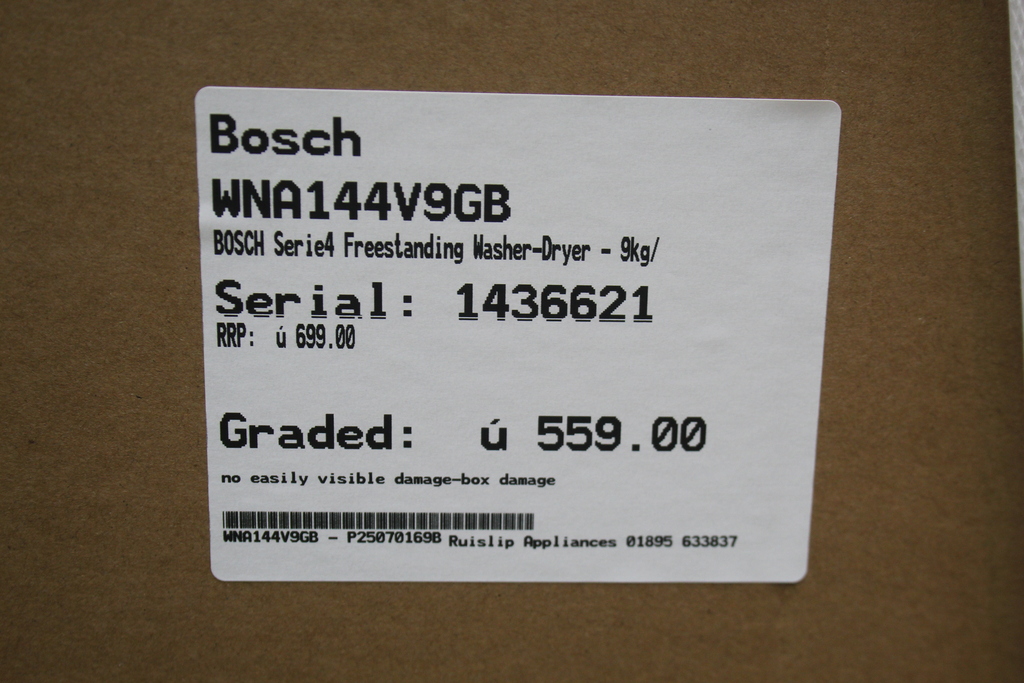 Bosch
WNA144V9GB
BOSCH Serie4 Freestanding Washer-Dryer - 9kg/
Serial: 1436621
RRP: ú 699.00
Graded: ú 559.00
no easily visible damage-box damage
WNA144V9GB - P25070169B Ruislip Appliances 01895 633837